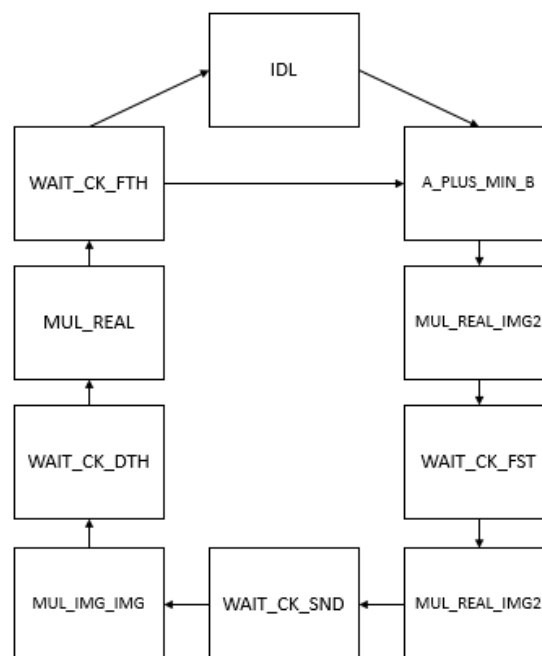 IDL
WAIT_CK_FTH
A_PLUS_MIN_B
MUL_REAL
MUL_REAL_IMG2
WAIT_CK_DTH
WAIT_CK_FST
MUL_IMG_IMG
WAIT_CK_SND
MUL_REAL_IMG2